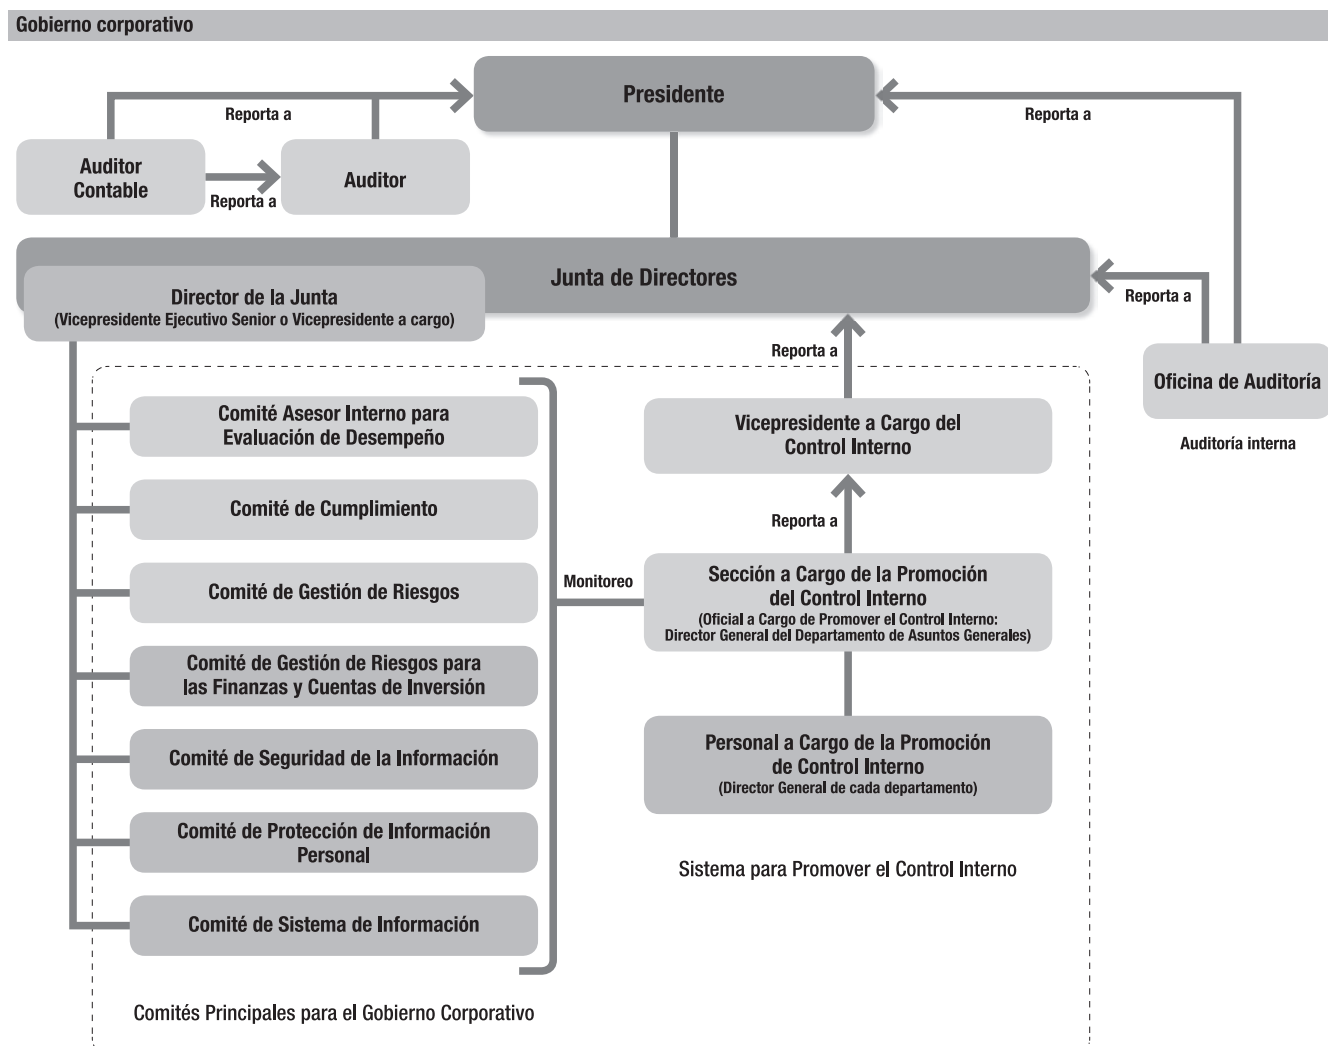 Gobierno corporativo
Presidente
Reporta a
Reporta a
Auditor
Contable
Reporta a
Auditor
Junta de Directores
Director de la Junta
(Vicepresidente Ejecutivo Senior o Vicepresidente a cargo)
Reporta a
Reporta a
Oficina de Auditoría
Auditoría interna
Comité Asesor Interno para
Evaluación de Desempeño
Comité de Cumplimiento
Comité de Gestión de Riesgos
Comité de Gestión de Riesgos para
las Finanzas y Cuentas de Inversión
Comité de Seguridad de la Información
Comité de Protección de Información
Personal
Comité de Sistema de Información
Comités Principales para el Gobierno Corporativo
Monitoreo
Vicepresidente a Cargo del
Control Interno
Reporta a
Sección a Cargo de la Promoción
del Control Interno
(Oficial a Cargo de Promover el Control Interno:
Director General del Departamento de Asuntos Generales)
Personal a Cargo de la Promoción
de Control Interno
(Director General de cada departamento)
Sistema para Promover el Control Interno